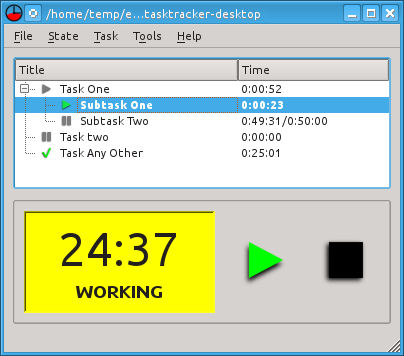 /home/temp/e...tasktracker-desktop
File State Task Tools Help
Title Time
Task One 0:00:52
Subtask One 0:00:23
Subtask Two 0:49:31/0:50:00
Task two 0:00:00
Task Any Other 0:25:01
24:37
WORKING